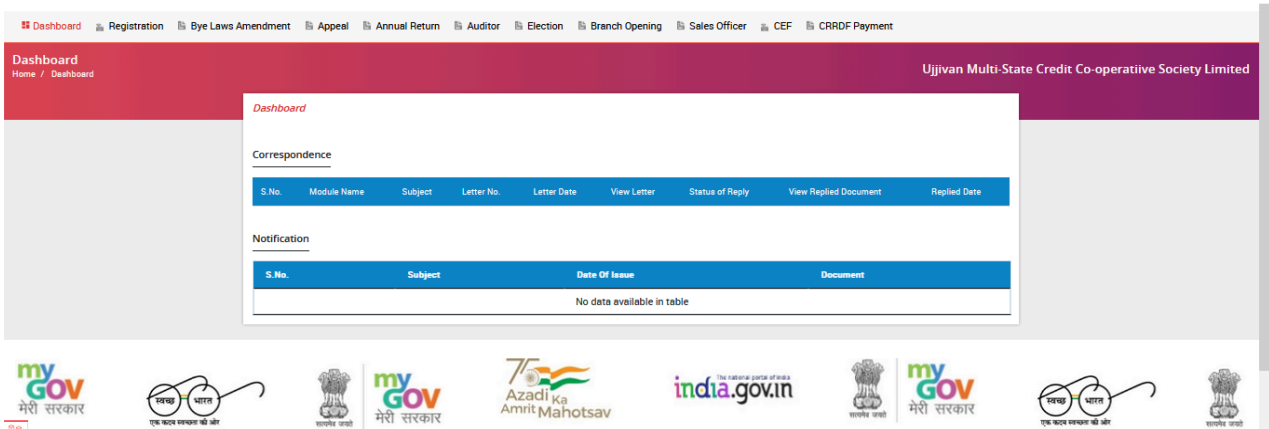 Dashboard Registration Bye Laws Amendment Appeal Annual Return Auditor Election Branch Opening Sales Officer CEF CRRDF Payment
Dashboard
Home / Dashboard
Ujjivan Multi-State Credit Co-operatiive Society Limited
Dashboard
Correspondence
S.No. Module Name Subject Letter No. Letter Date View Letter Status of Reply View Replied Document Replied Date
Notification
S.No. Subject Date Of Issue Document
No data available in table
my GOV
मेरी सरकार
स्वच्छ भारत
एक कदम स्वच्छता की ओर
सत्यमेव जयते
my GOV
मेरी सरकार
75
Azadi Ka
Amrit Mahotsav
The national portal of india
india.gov.in
सत्यमेव जयते
my GOV
मेरी सरकार
स्वच्छ भारत
एक कदम स्वच्छता की ओर
सत्यमेव जयते